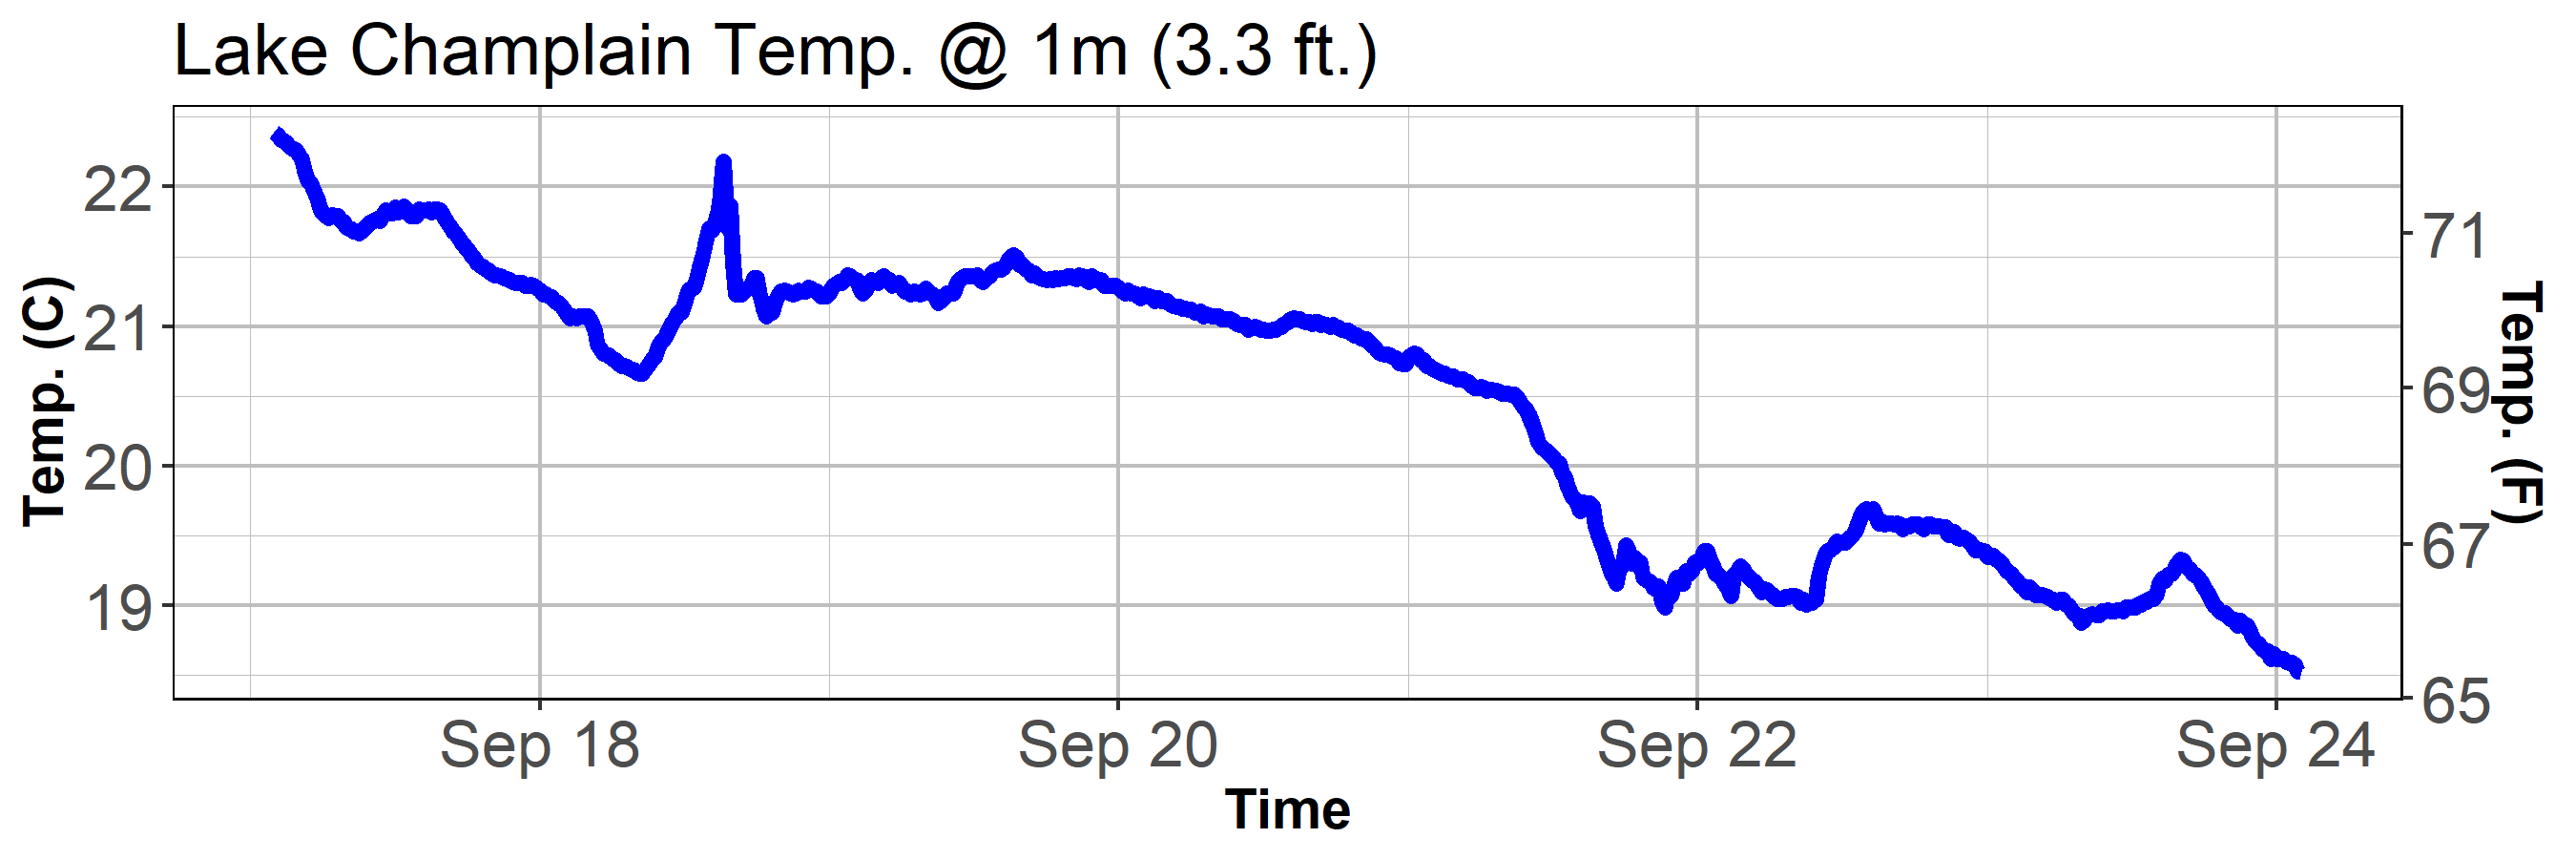 Lake Champlain Temp. @ 1m (3.3 ft.)
Temp. (C)
22
21
20
19
71
69
67
65
Temp. (F)
Sep 18
Sep 20
Sep 22
Sep 24
Time